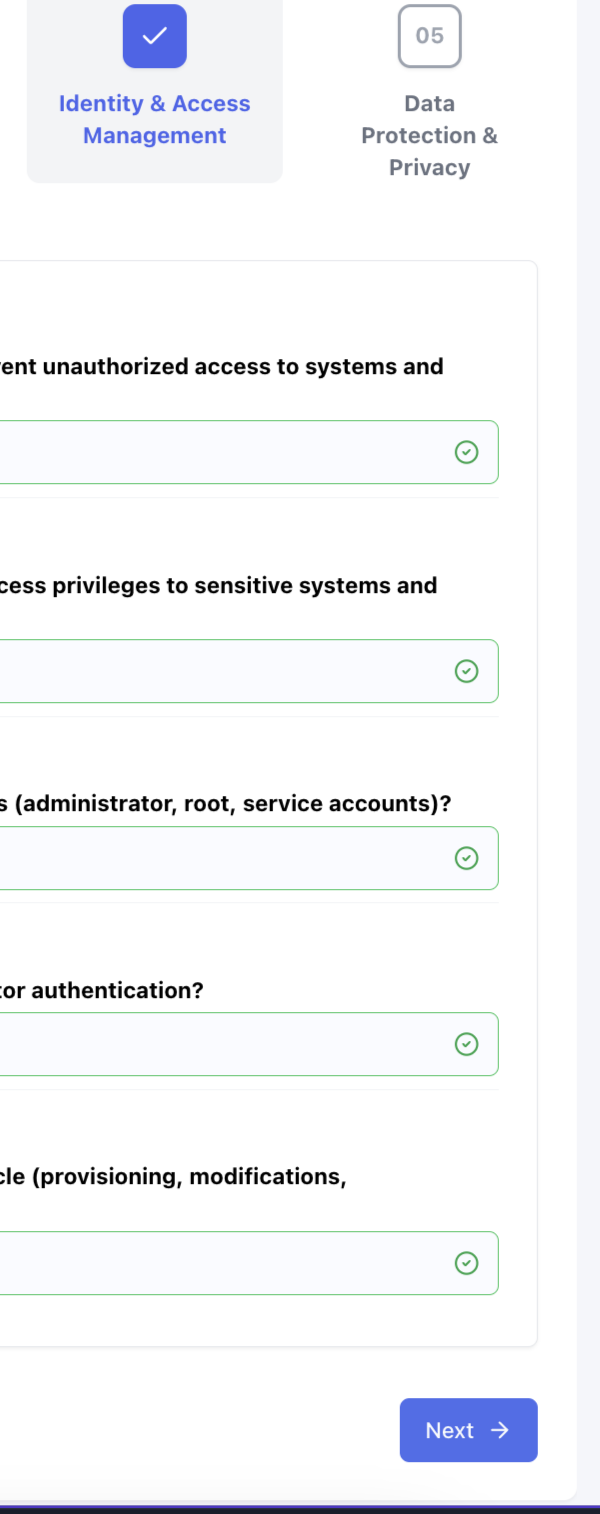 Identity & Access
Management
05
Data
Protection &
Privacy
ent unauthorized access to systems and
cess privileges to sensitive systems and
s (administrator, root, service accounts)?
tor authentication?
cle (provisioning, modifications,
Next